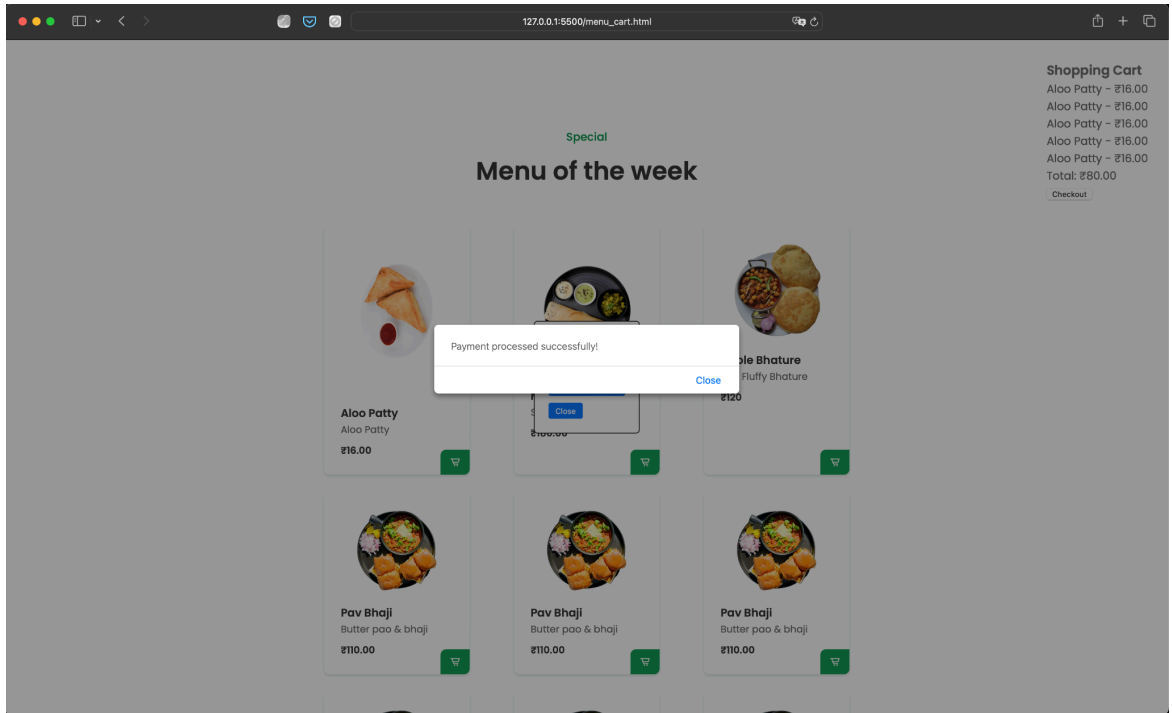 127.0.0.1:5500/menu_cart.html
Shopping Cart
Aloo Patty - ₹16.00
Aloo Patty - ₹16.00
Aloo Patty - ₹16.00
Aloo Patty - ₹16.00
Aloo Patty - ₹16.00
Total: ₹80.00
Checkout
Special
Menu of the week
Payment processed successfully!
Close
Close
Aloo Patty
Aloo Patty
₹16.00
Bhature
Fluffy Bhature
₹120
Pav Bhaji
Butter pao & bhaji
₹110.00
Pav Bhaji
Butter pao & bhaji
₹110.00
Pav Bhaji
Butter pao & bhaji
₹110.00